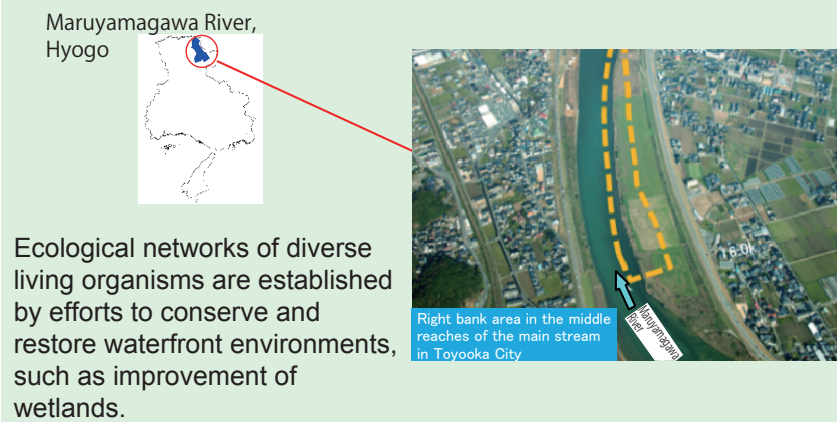 Maruyamagawa River,
Hyogo
Ecological networks of diverse
living organisms are established
by efforts to conserve and
restore waterfront environments,
such as improvement of
wetlands.
16.0k
Right bank area in the middle
reaches of the main stream
in Toyooka City
Maruyamagawa
River